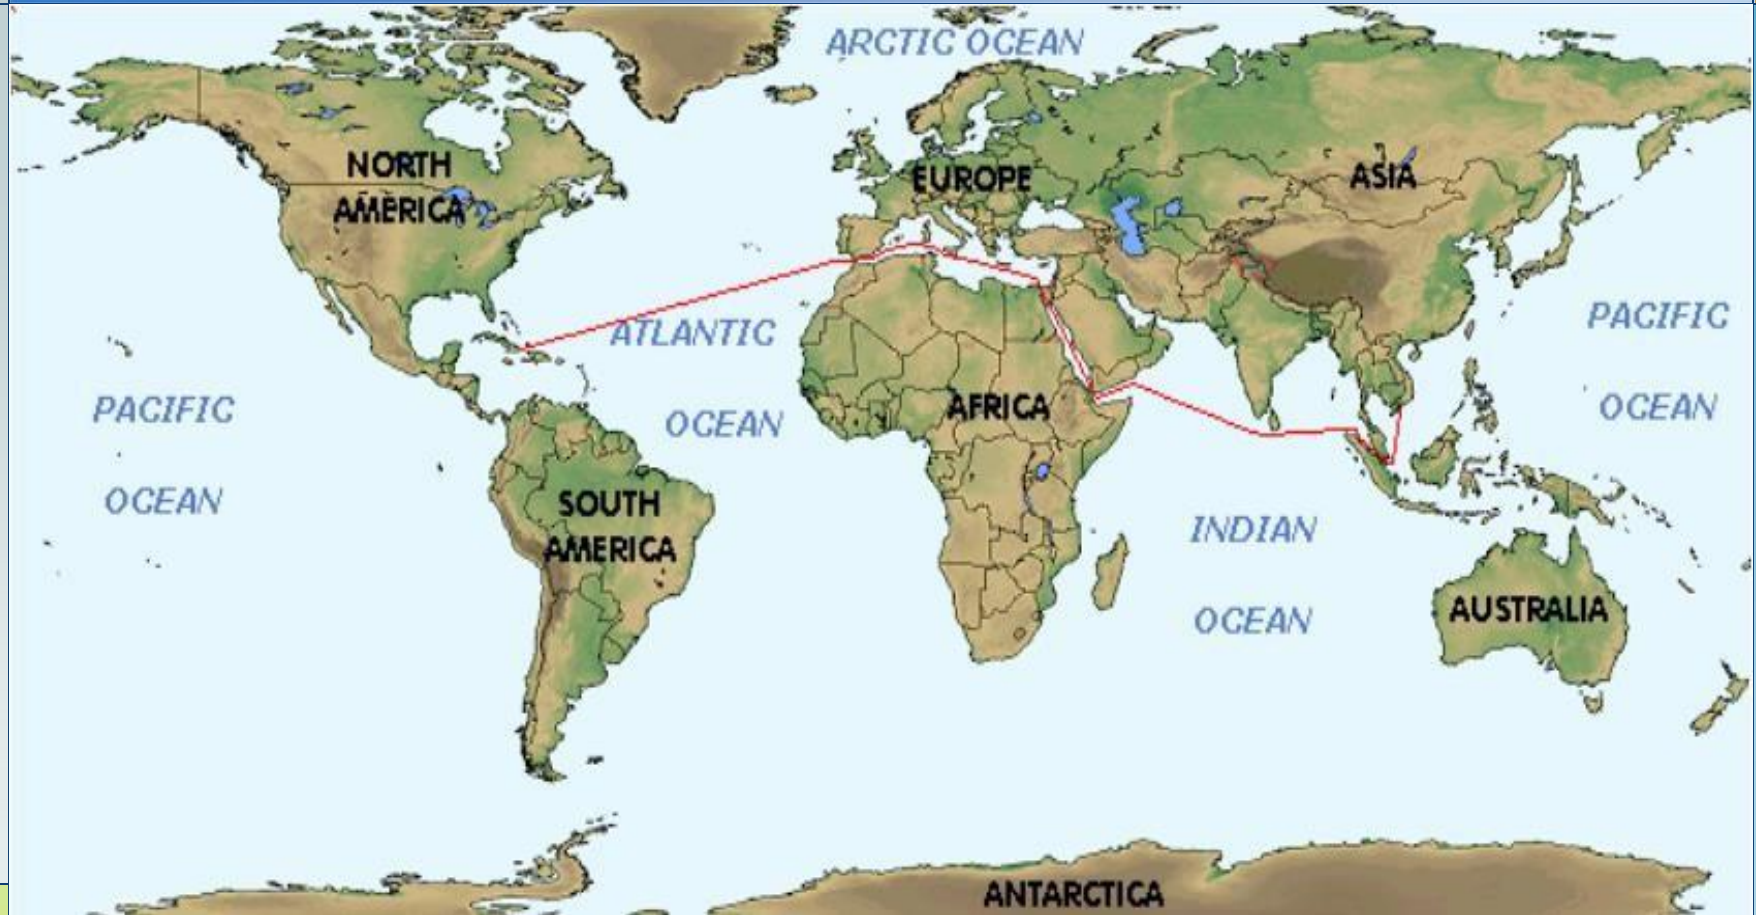 ARCTIC OCEAN
NORTH
AMERICA
EUROPE
ASIA
ATLANTIC
OCEAN
PACIFIC
OCEAN
PACIFIC
OCEAN
AFRICA
SOUTH
AMERICA
INDIAN
OCEAN
AUSTRALIA
ANTARCTICA